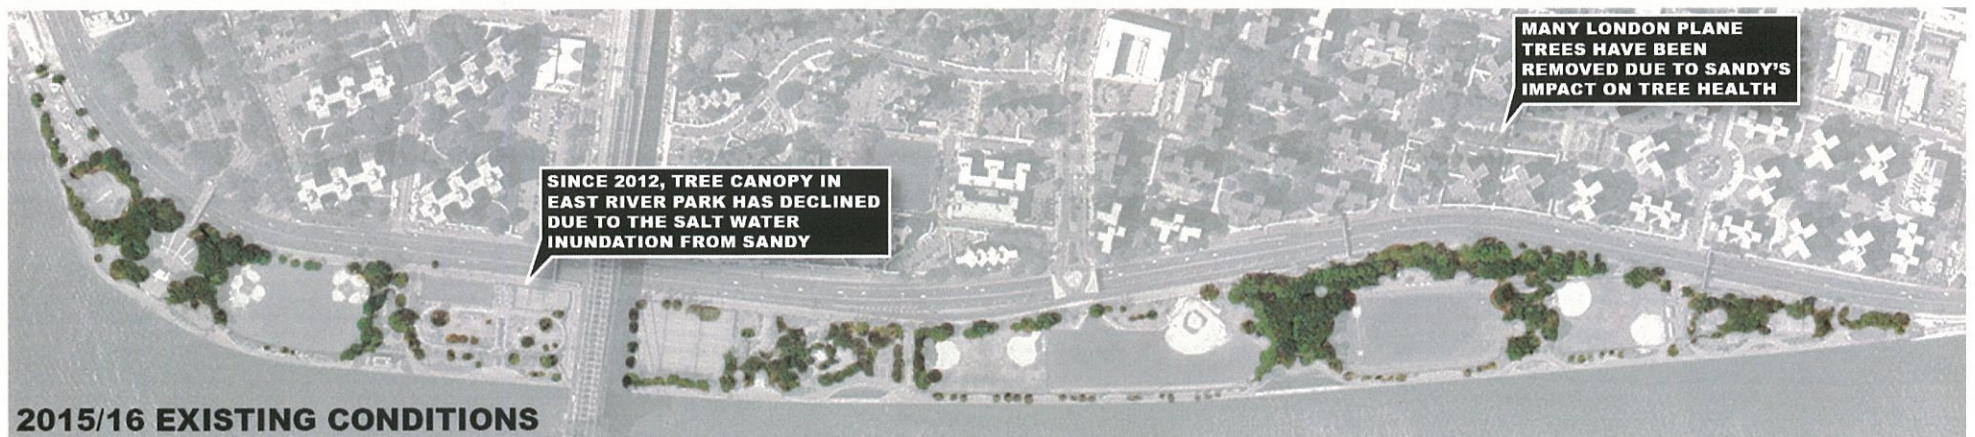 MANY LONDON PLANE
TREES HAVE BEEN
REMOVED DUE TO SANDY'S
IMPACT ON TREE HEALTH
SINCE 2012, TREE CANOPY IN
EAST RIVER PARK HAS DECLINED
DUE TO THE SALT WATER
INUNDATION FROM SANDY
2015/16 EXISTING CONDITIONS